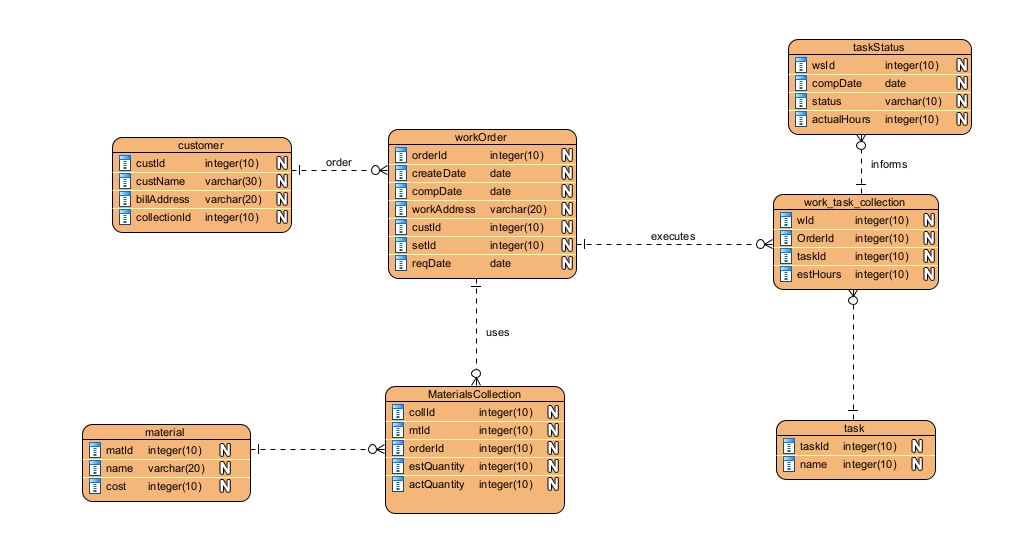 taskStatus
wsId integer(10) N
compDate date N
status varchar(10) N
actualHours integer(10) N
customer
custId integer(10) N
custName varchar(30) N
billAddress varchar(20) N
collectionId integer(10) N
order
workOrder
orderId integer(10) N
createDate date N
compDate date N
workAddress varchar(20) N
custId integer(10) N
setId integer(10) N
reqDate date N
informs
executes
work_task_collection
wId integer(10) N
OrderId integer(10) N
taskId integer(10) N
estHours integer(10) N
uses
material
matId integer(10) N
name varchar(20) N
cost integer(10) N
MaterialsCollection
collId integer(10) N
mtId integer(10) N
orderId integer(10) N
estQuantity integer(10) N
actQuantity integer(10) N
task
taskId integer(10) N
name integer(10) N